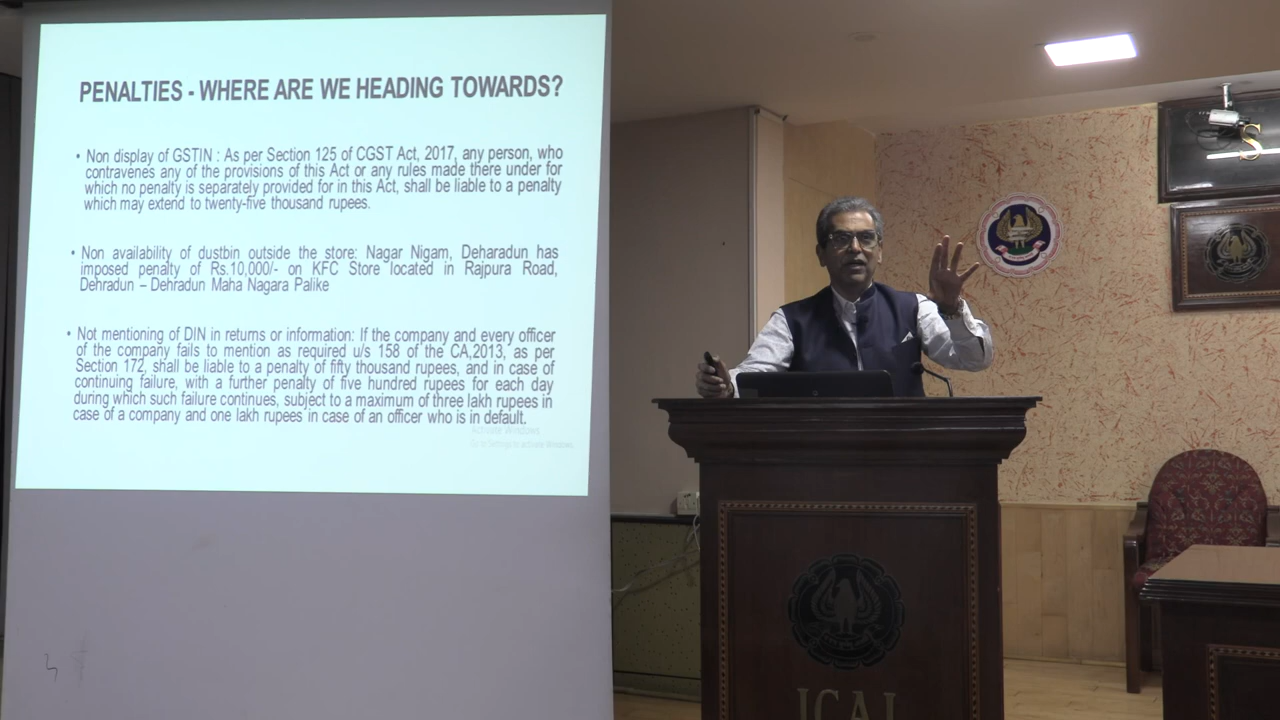 PENALTIES - WHERE ARE WE HEADING TOWARDS?
• Non display of GSTIN : As per Section 125 of CGST Act, 2017, any person, who
contravenes any of the provisions of this Act or any rules made there under for
which no penalty is separately provided for in this Act, shall be liable to a penalty
which may extend to twenty-five thousand rupees.
• Non availability of dustbin outside the store: Nagar Nigam, Deharadun has
imposed penalty of Rs.10,000/- on KFC Store located in Rajpura Road,
Dehradun – Dehradun Maha Nagara Palike
• Not mentioning of DIN in returns or information: If the company and every officer
of the company fails to mention as required u/s 158 of the CA,2013, as per
Section 172, shall be liable to a penalty of fifty thousand rupees, and in case of
continuing failure, with a further penalty of five hundred rupees for each day
during which such failure continues, subject to a maximum of three lakh rupees in
case of a company and one lakh rupees in case of an officer who is in default.
Activate Windows
Go to Settings to activate Windows.
ICAI